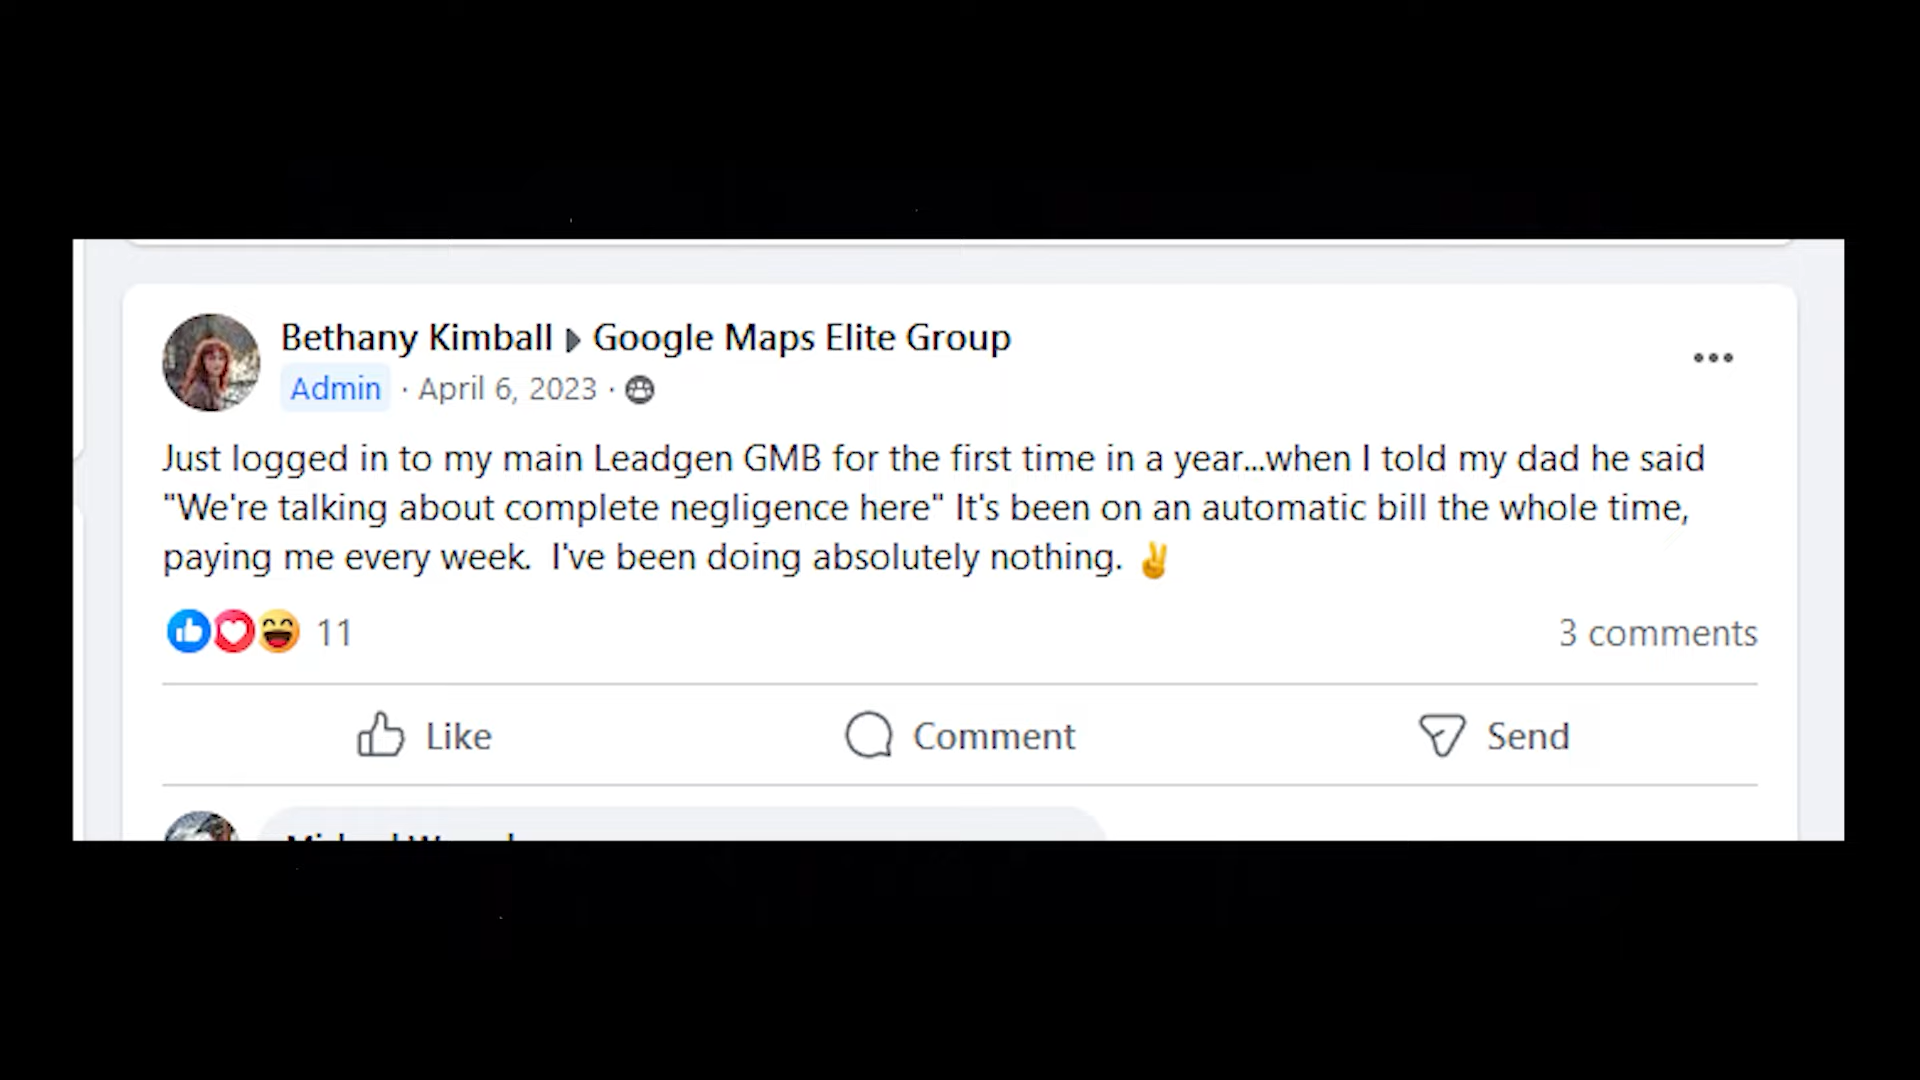 Bethany Kimball Google Maps Elite Group
Admin · April 6, 2023 ·
Just logged in to my main Leadgen GMB for the first time in a year...when I told my dad he said
"We're talking about complete negligence here" It's been on an automatic bill the whole time,
paying me every week. I've been doing absolutely nothing. ✌
11
3 comments
Like
Comment
Send